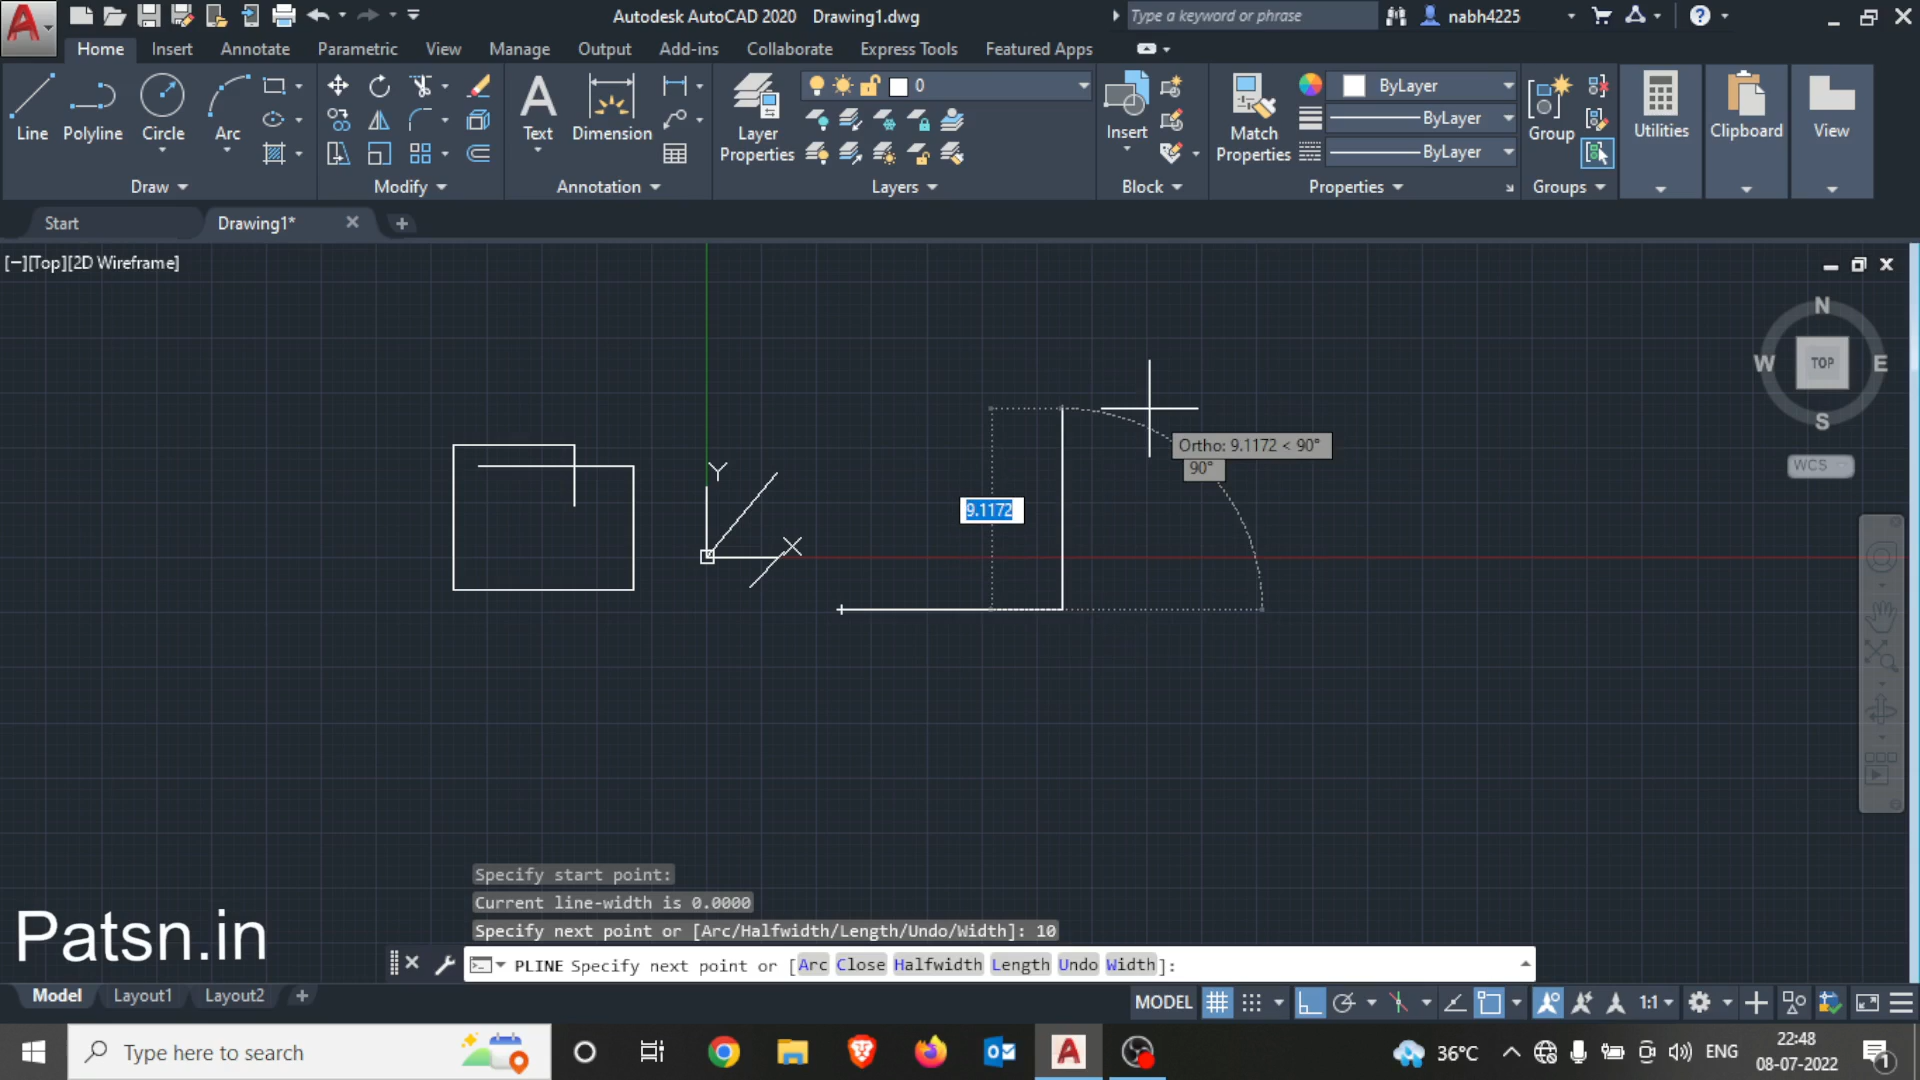 Autodesk AutoCAD 2020 Drawing1.dwg
Type a keyword or phrase
nabh4225
Home Insert Annotate Parametric View Manage Output Add-ins Collaborate Express Tools Featured Apps
Line Polyline Circle Arc
Draw
Modify
Text Dimension
Annotation
Layer Properties
0
Layers
Insert
Block
Match Properties
ByLayer
ByLayer
ByLayer
Properties
Group
Groups
Utilities
Clipboard
View
Start
Drawing1*
[−][Top][2D Wireframe]
N
W TOP E
S
WCS
Y
X
Ortho: 9.1172 < 90°
90°
9.1172
Specify start point:
Current line-width is 0.0000
Specify next point or [Arc/Halfwidth/Length/Undo/Width]: 10
PLINE Specify next point or [Arc Close Halfwidth Length Undo Width]:
Patsn.in
Model Layout1 Layout2
MODEL
1:1
Type here to search
36°C
ENG
22:48
08-07-2022
1